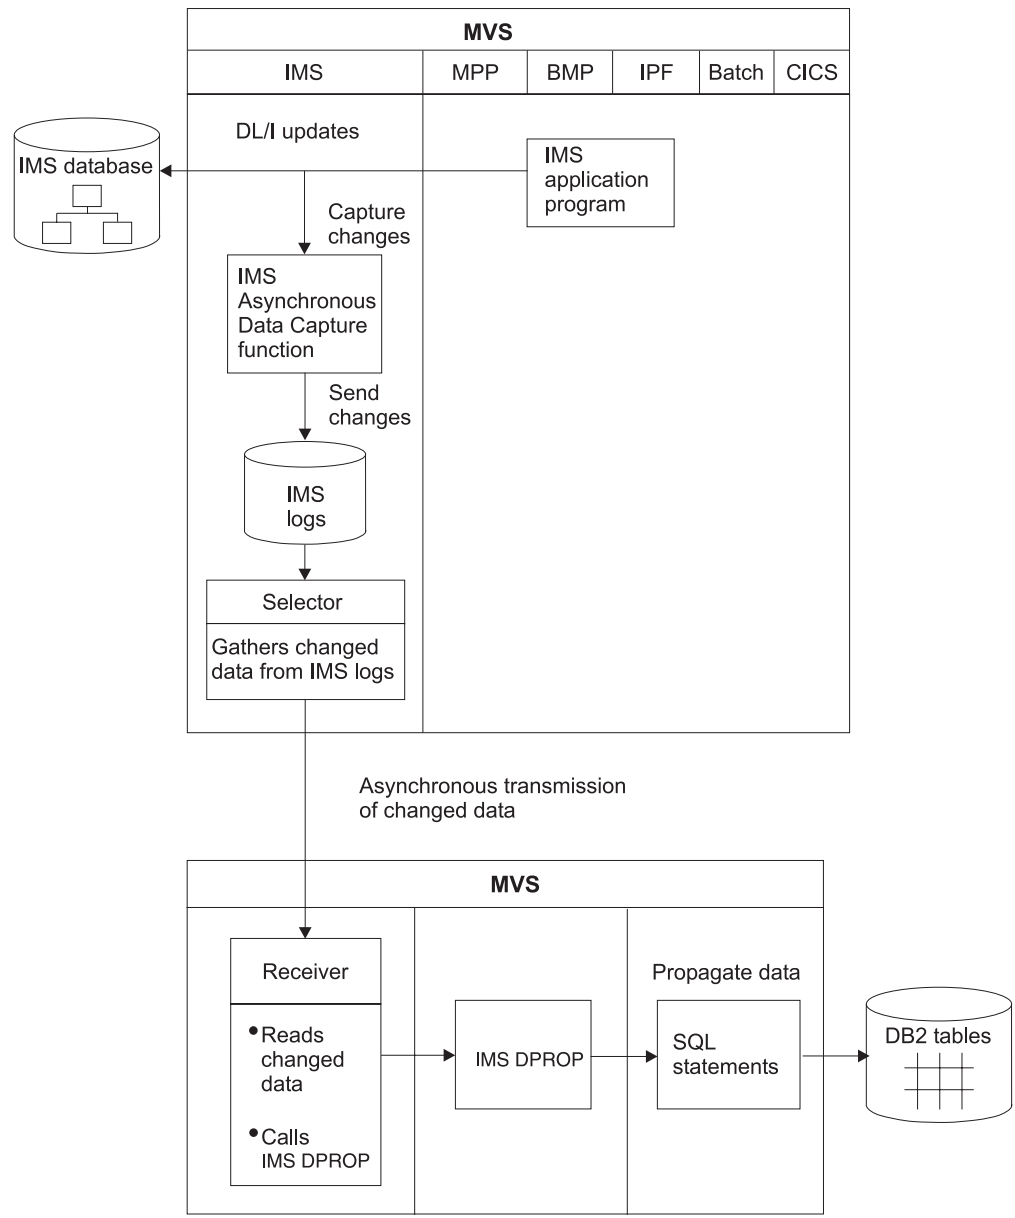 MVS
IMS
MPP
BMP
IPF
Batch
CICS
DL/I updates
IMS database
IMS
application
program
Capture
changes
IMS
Asynchronous
Data Capture
function
Send
changes
IMS
logs
Selector
Gathers changed
data from IMS logs
Asynchronous transmission
of changed data
MVS
Receiver
•Reads
changed
data
•Calls
IMS DPROP
IMS DPROP
Propagate data
SQL
statements
DB2 tables